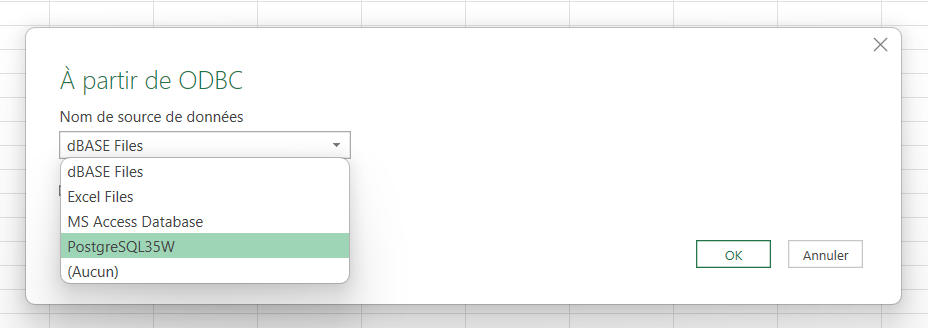 À partir de ODBC
Nom de source de données
dBASE Files
dBASE Files
Excel Files
MS Access Database
PostgreSQL35W
(Aucun)
OK
Annuler